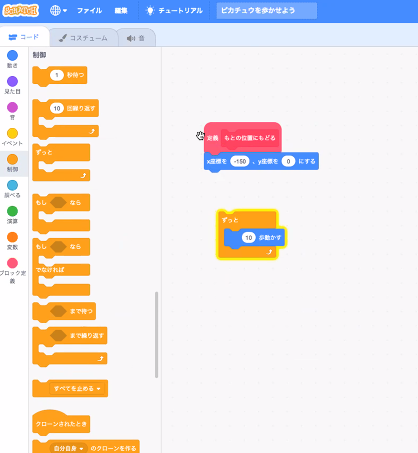 SCRATCH
ファイル
編集
チュートリアル
ピカチュウを歩かせよう
コード
コスチューム
音
動き
見た目
音
イベント
制御
調べる
演算
変数
ブロック定義
制御
1 秒待つ
10 回繰り返す
ずっと
もし なら
もし なら
でなければ
まで待つ
まで繰り返す
すべてを止める
クローンされたとき
自分自身 のクローンを作る
定義 もとの位置にもどる
x座標を -150 、y座標を 0 にする
ずっと
10 歩動かす